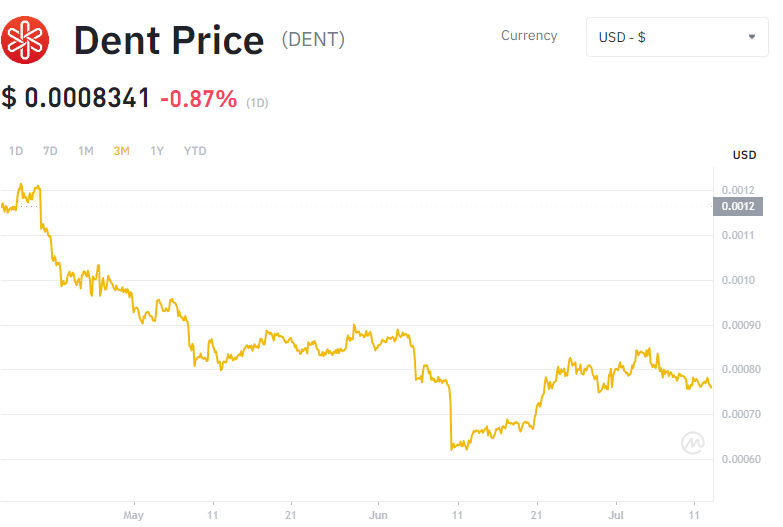 Dent Price (DENT)
Currency
USD - $
$ 0.0008341 -0.87% (1D)
1D 7D 1M 3M 1Y YTD
USD
0.0012
0.0012
0.0011
0.0010
0.00090
0.00080
0.00070
0.00060
May 11 21 Jun 11 21 Jul 11